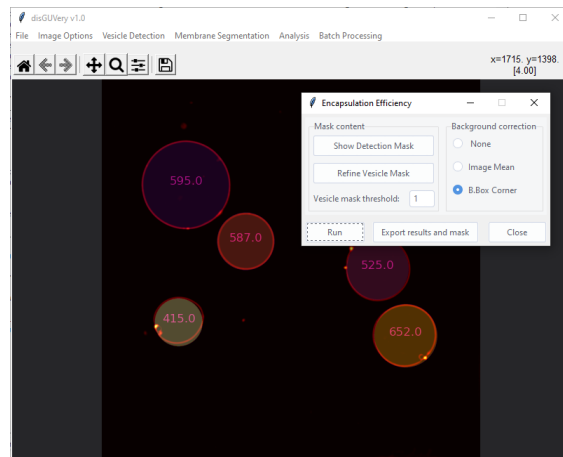 disGUVery v1.0
File Image Options Vesicle Detection Membrane Segmentation Analysis Batch Processing
x=1715. y=1398.
[4.00]
Encapsulation Efficiency
Mask content
Background correction
Show Detection Mask
None
Refine Vesicle Mask
Image Mean
Vesicle mask threshold: 1
B.Box Corner
Run Export results and mask Close
595.0
587.0
525.0
415.0
652.0